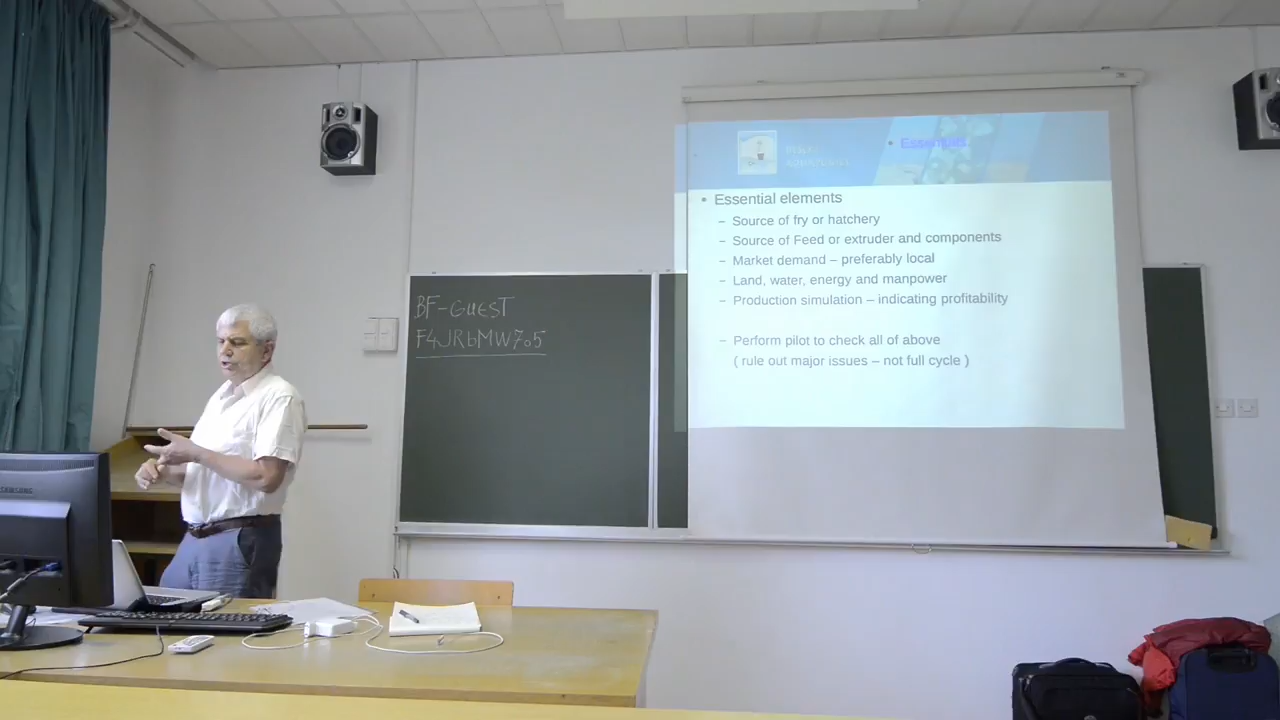 BF-GUEST
F4JRbMW7o5
• Essentials
• Essential elements
– Source of fry or hatchery
– Source of Feed or extruder and components
– Market demand – preferably local
– Land, water, energy and manpower
– Production simulation – indicating profitability
– Perform pilot to check all of above
( rule out major issues – not full cycle )